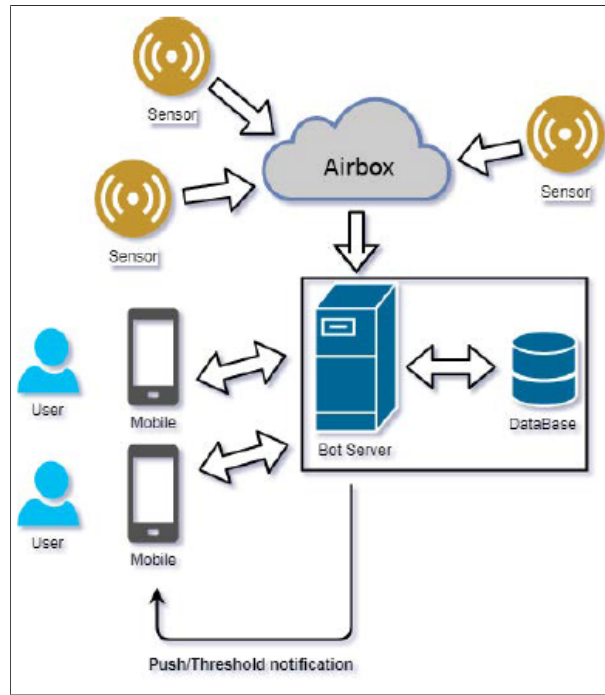 Sensor
Airbox
Sensor
Sensor
User
Mobile
Bot Server
DataBase
User
Mobile
Push/Threshold notification